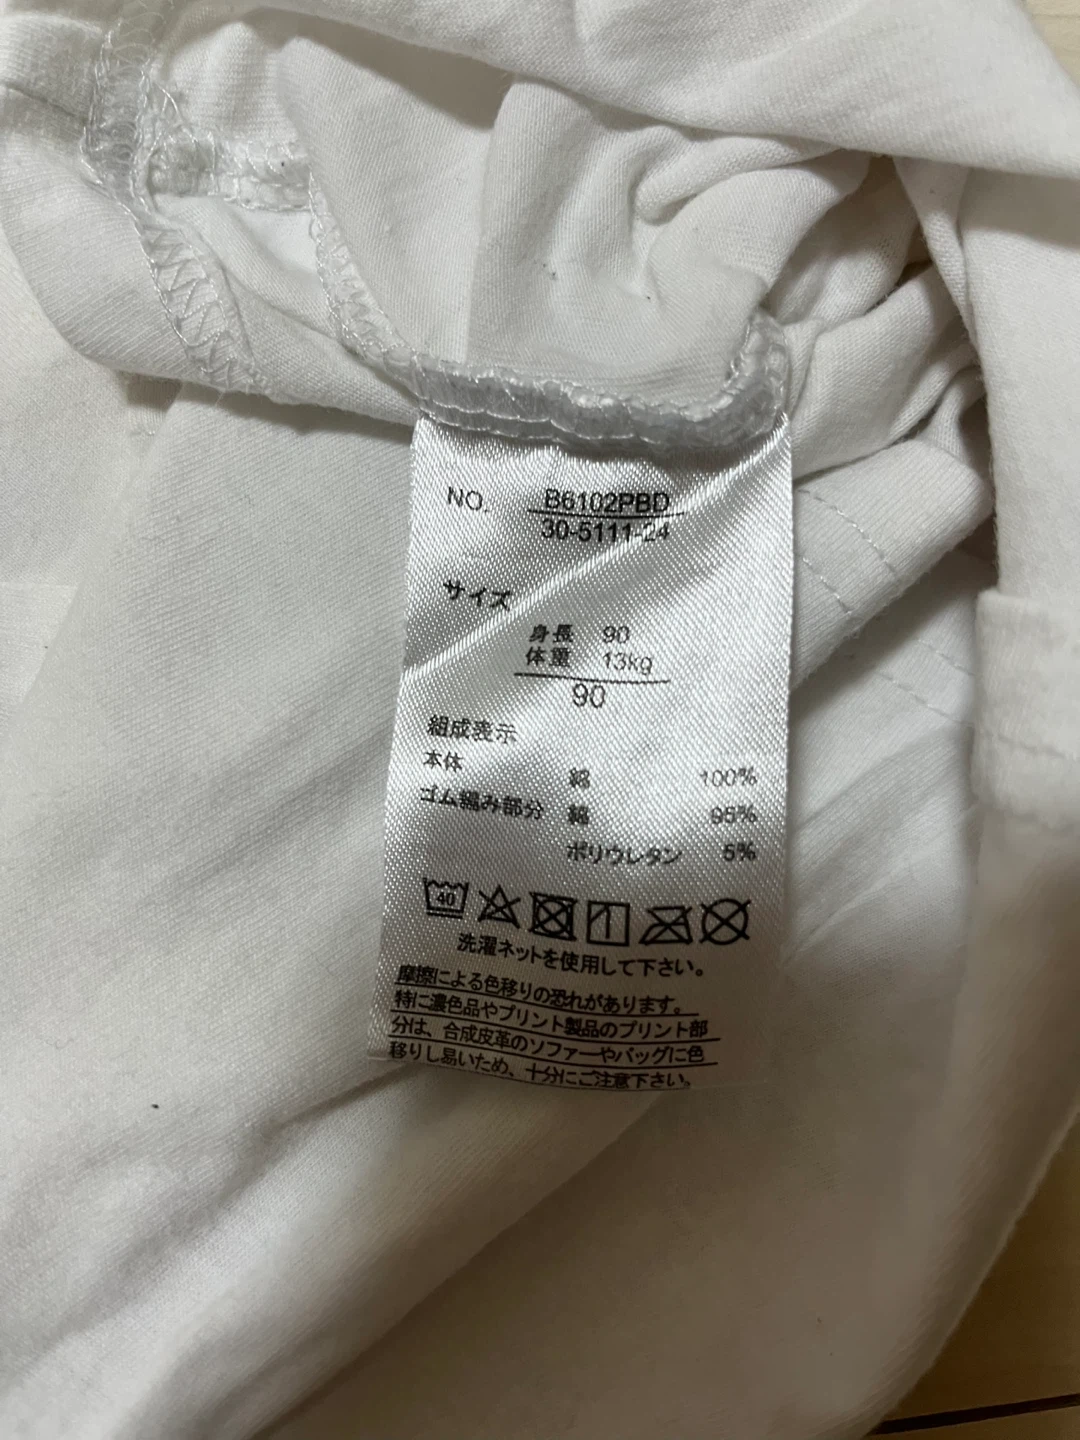 NO. B6102PBD
30-5111-24
サイズ
身長 90
体重 13kg
90
組成表示
本体 綿 100%
ゴム編み部分 綿 95%
ポリウレタン 5%
40
洗濯ネットを使用して下さい。
摩擦による色移りの恐れがあります。
特に濃色品やプリント製品のプリント部
分は、合成皮革のソファーやバッグに色
移りし易いため、十分にご注意下さい。